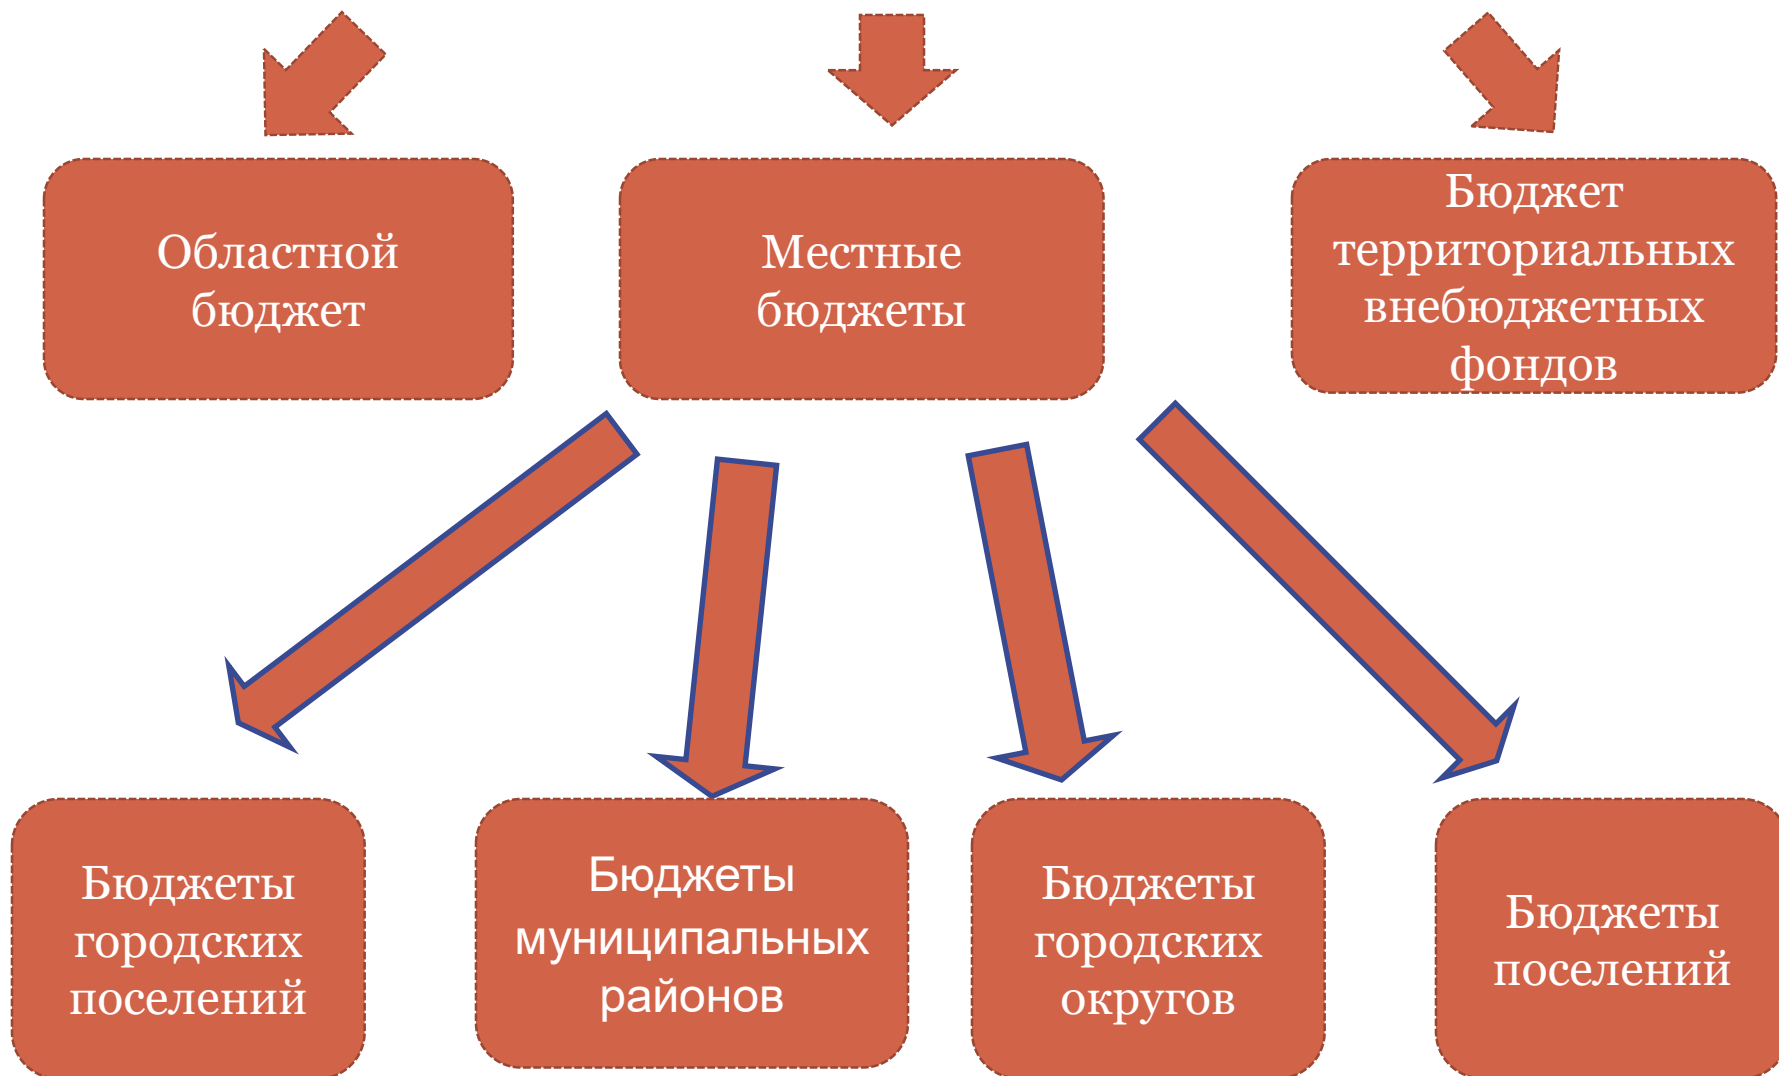 Областной
бюджет
Местные
бюджеты
Бюджет
территориальных
внебюджетных
фондов
Бюджеты
городских
поселений
Бюджеты
муниципальных
районов
Бюджеты
городских
округов
Бюджеты
поселений